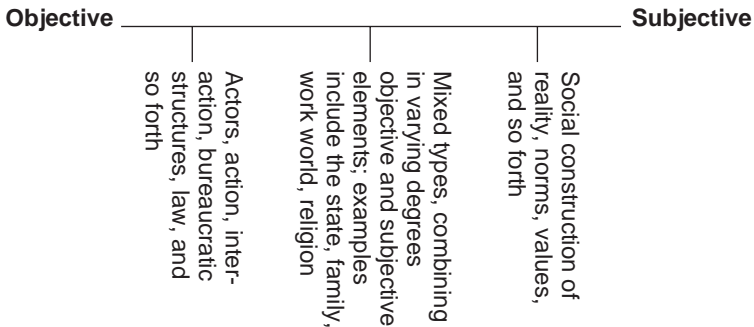 Objective
Subjective
Actors, action, inter-
action, bureaucratic
structures, law, and
so forth
Mixed types, combining
in varying degrees
objective and subjective
elements; examples
include the state, family,
work world, religion
Social construction of
reality, norms, values,
and so forth